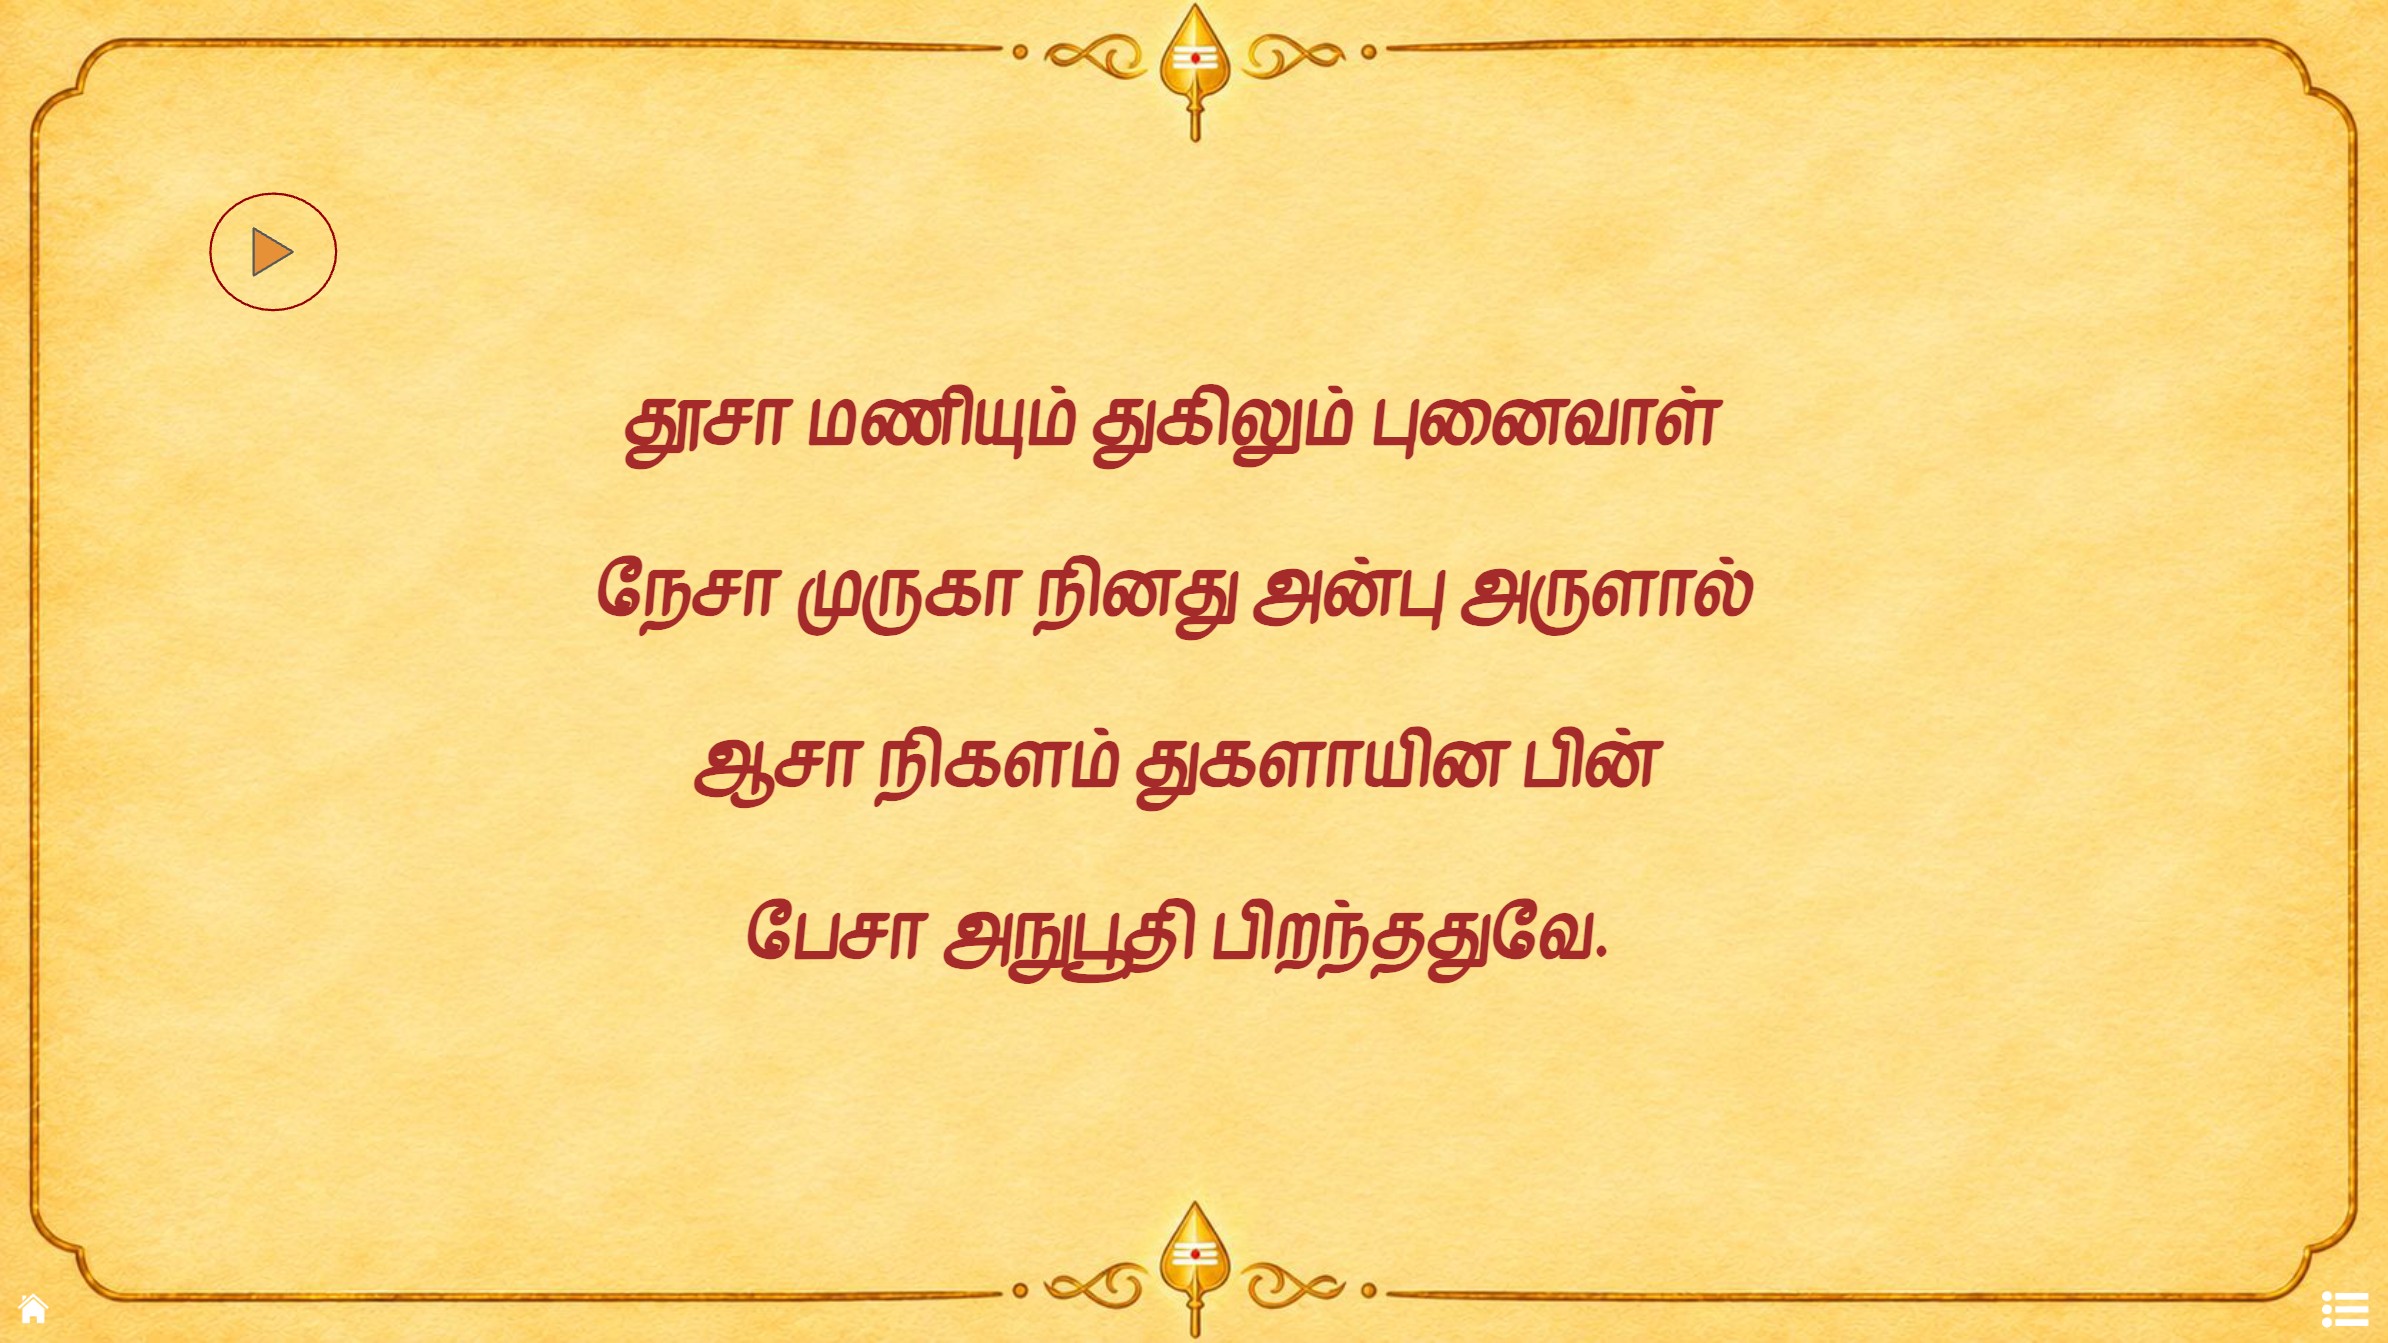 தூசா மணியும் துகிலும் புனைவாள்
நேசா முருகா நினது அன்பு அருளால்
ஆசா நிகளம் துகளாயின பின்
பேசா அநுபூதி பிறந்ததுவே.